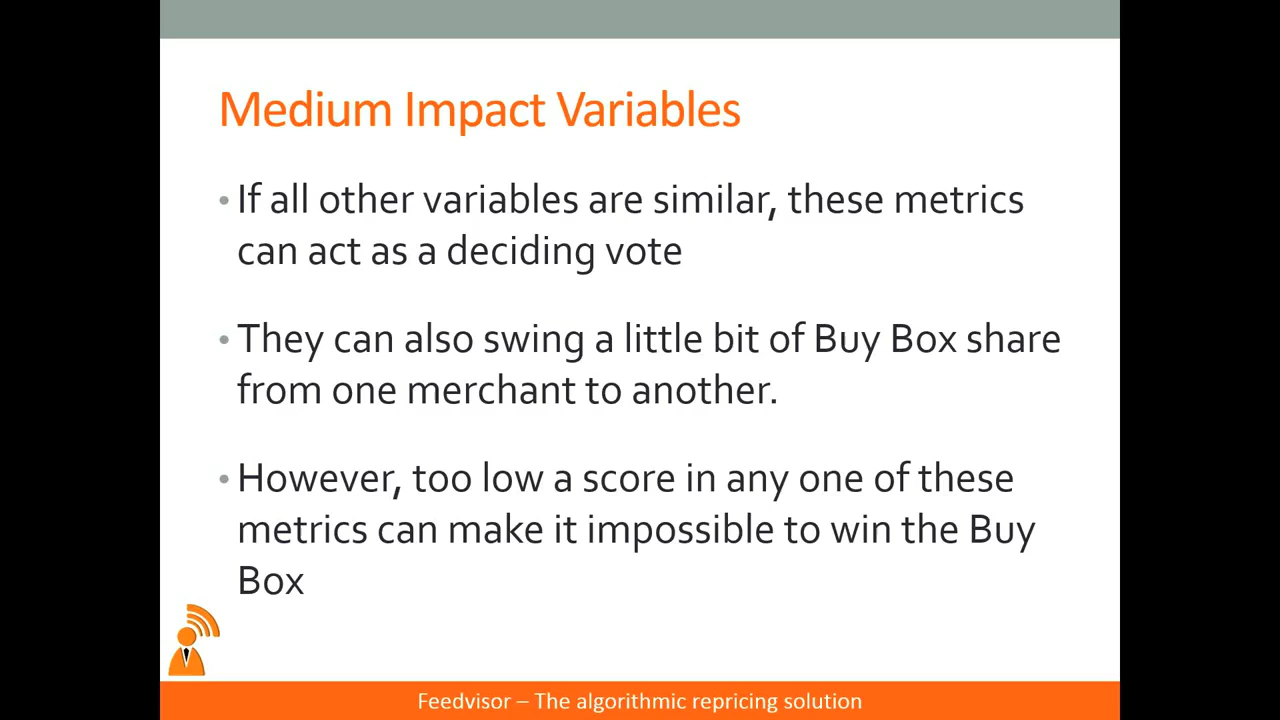 Medium Impact Variables
• If all other variables are similar, these metrics
can act as a deciding vote
• They can also swing a little bit of Buy Box share
from one merchant to another.
• However, too low a score in any one of these
metrics can make it impossible to win the Buy
Box
Feedvisor – The algorithmic repricing solution